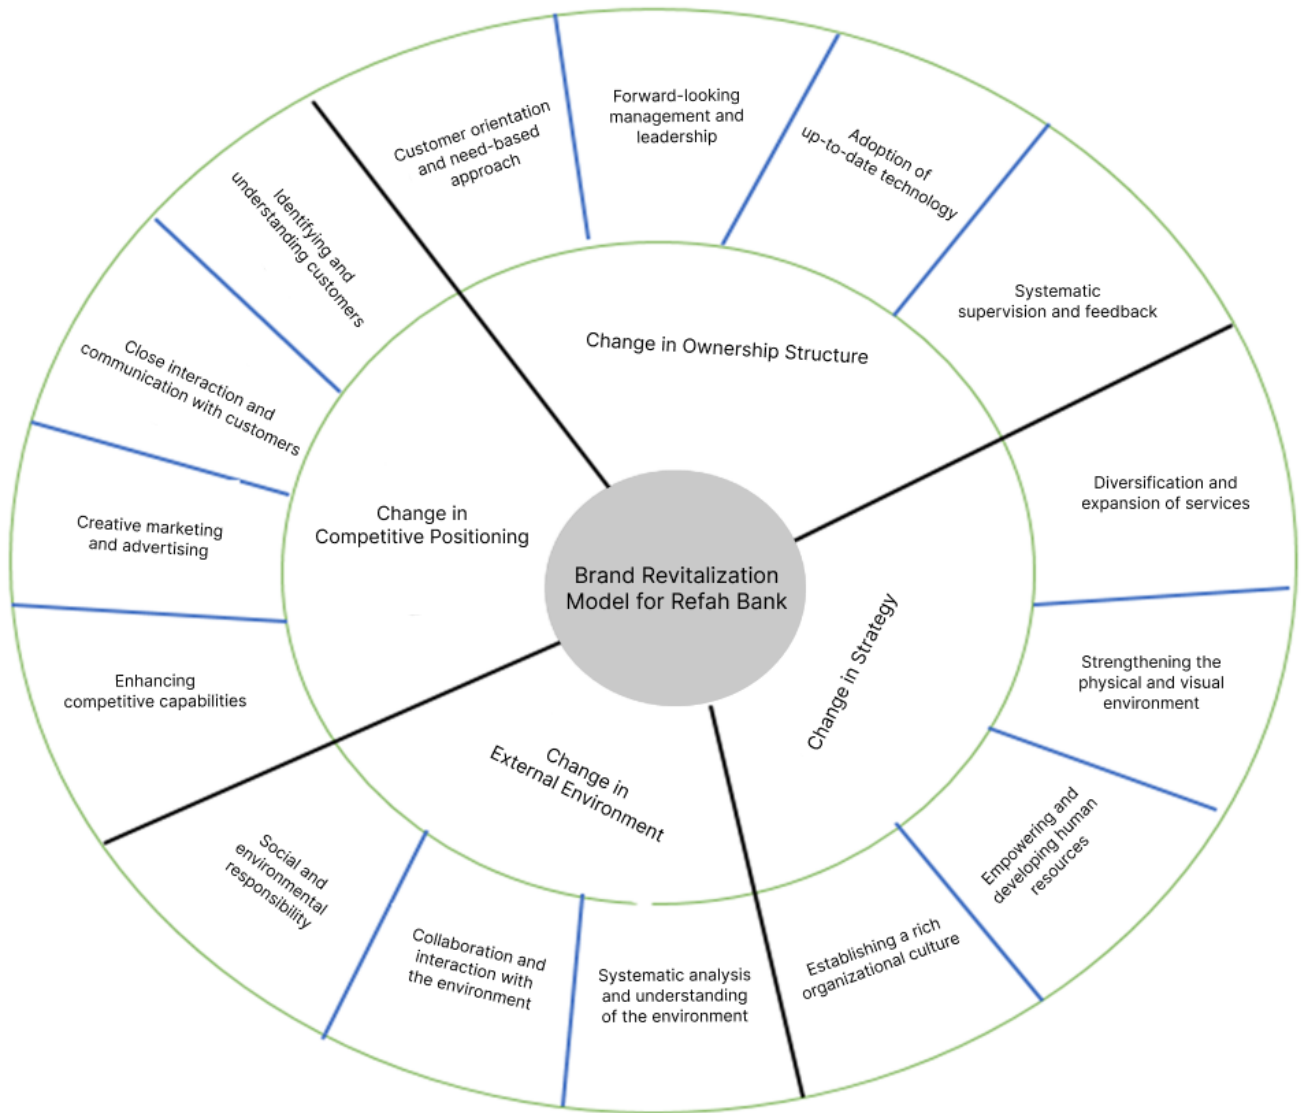 Brand Revitalization
Model for Refah Bank
Change in Ownership Structure
Customer orientation
and need-based
approach
Forward-looking
management and
leadership
Adoption of
up-to-date technology
Systematic
supervision and feedback
Change in Strategy
Diversification and
expansion of services
Strengthening the
physical and visual
environment
Empowering and
developing human
resources
Establishing a rich
organizational culture
Change in
External Environment
Systematic analysis
and understanding
of the environment
Collaboration and
interaction with
the environment
Social and
environmental
responsibility
Change in
Competitive Positioning
Enhancing
competitive capabilities
Creative marketing
and advertising
Close interaction and
communication with customers
Identifying and
understanding customers